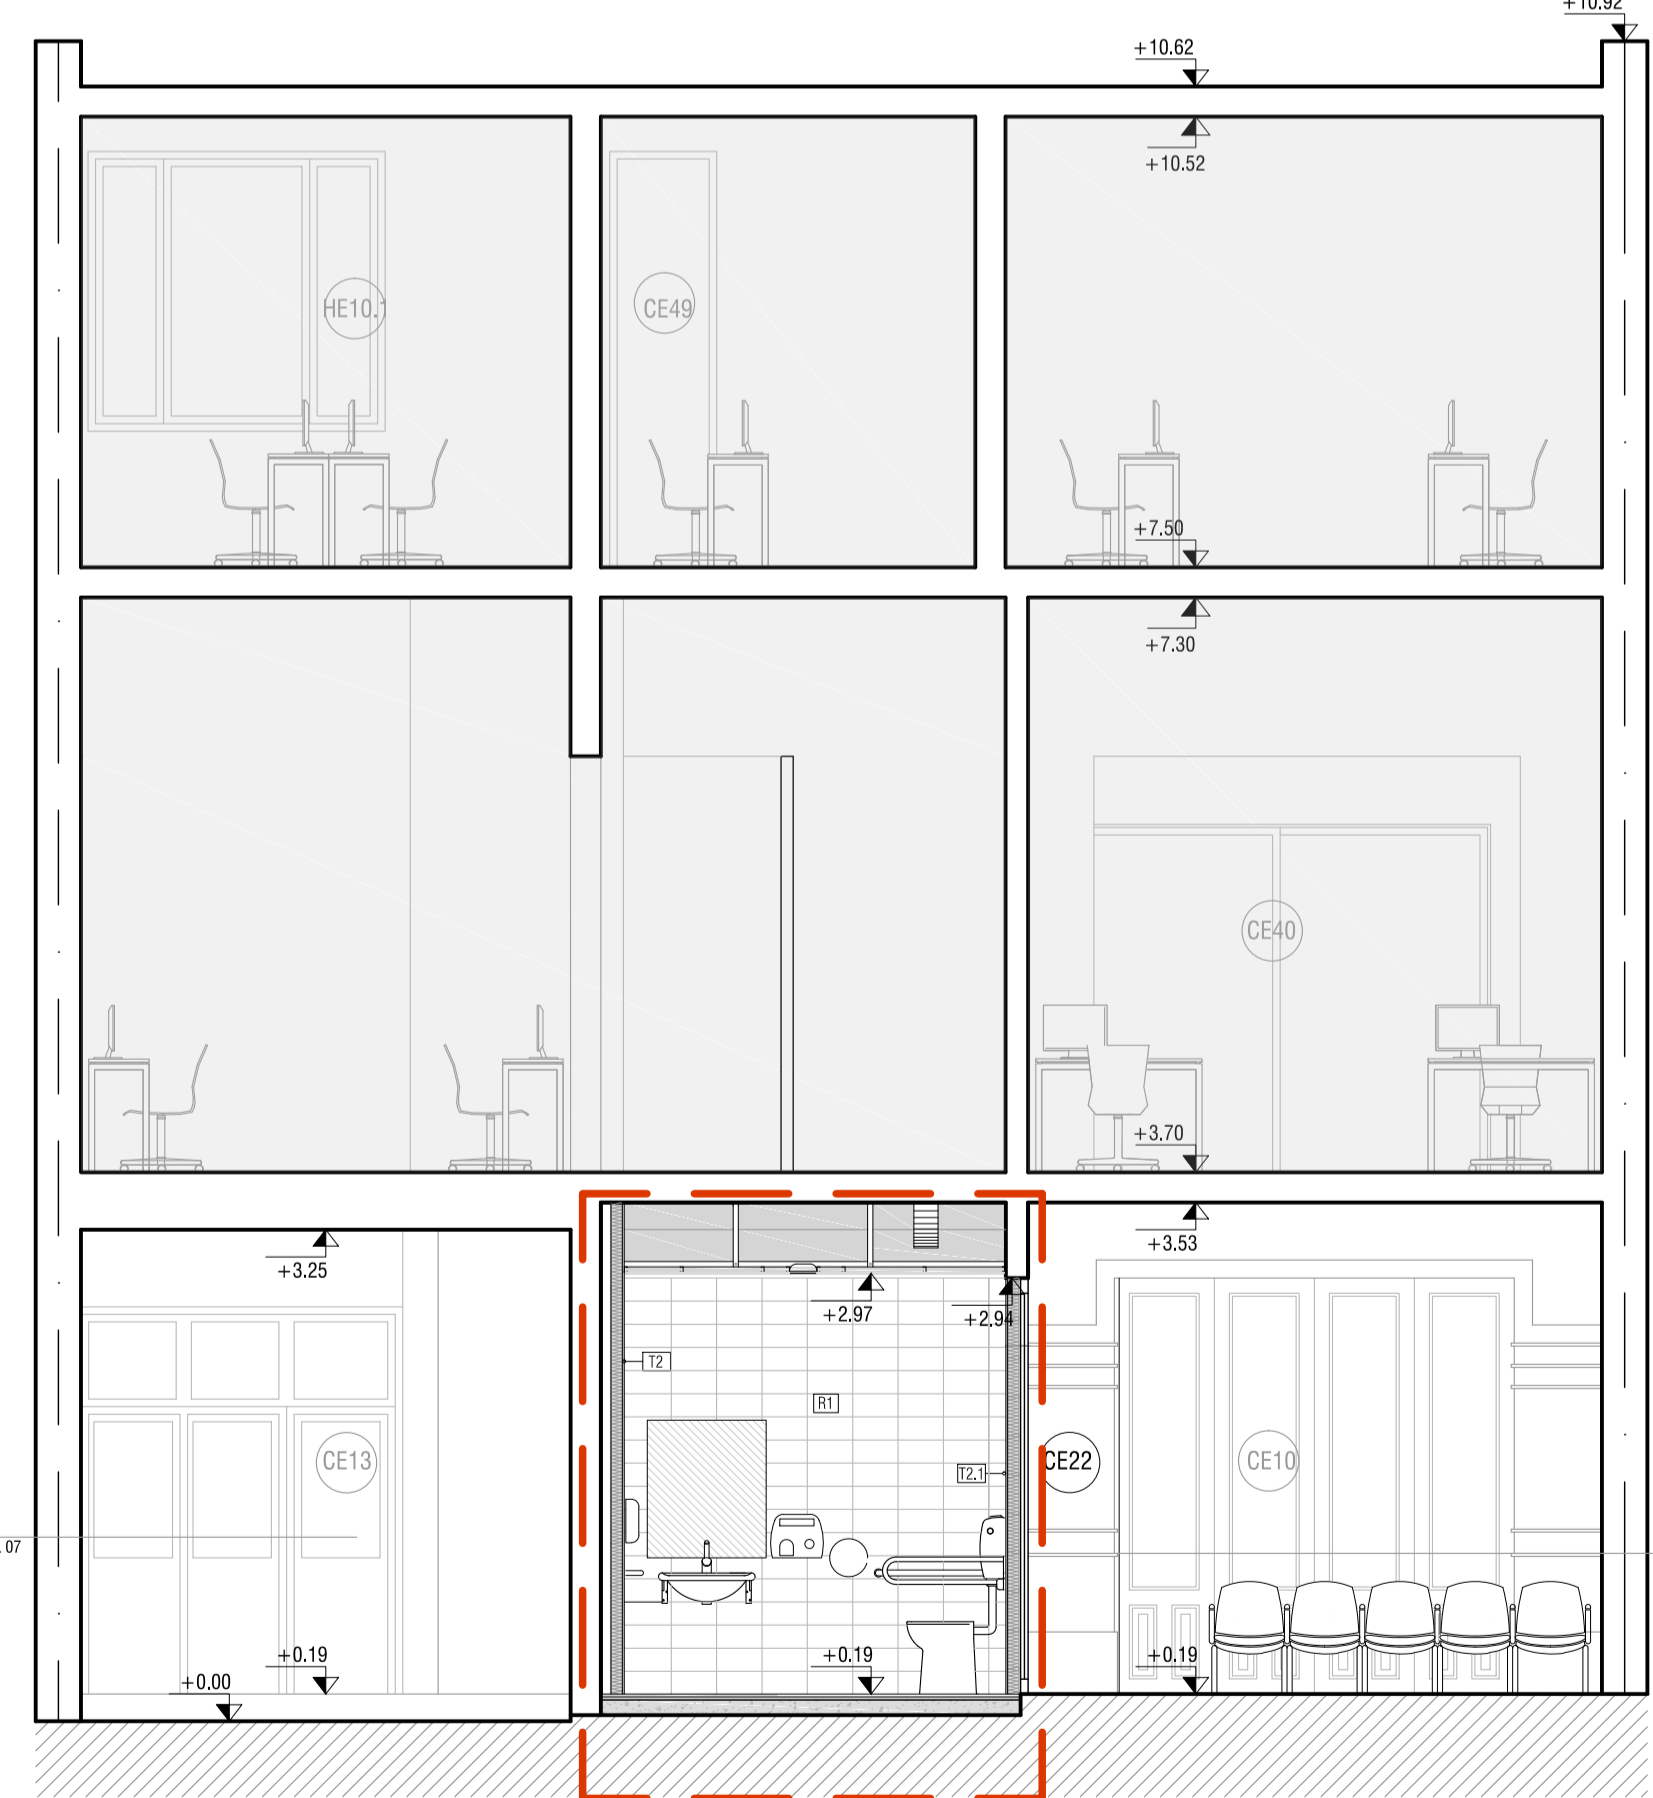 +10.92
+10.62
+10.52
HE10.1
CE49
+7.50
+7.30
CE40
+3.70
+3.25
+3.53
+2.97
+2.94
T2
R1
CE13
T2.1
CE22
CE10
.07
+0.19
+0.19
+0.19
+0.00